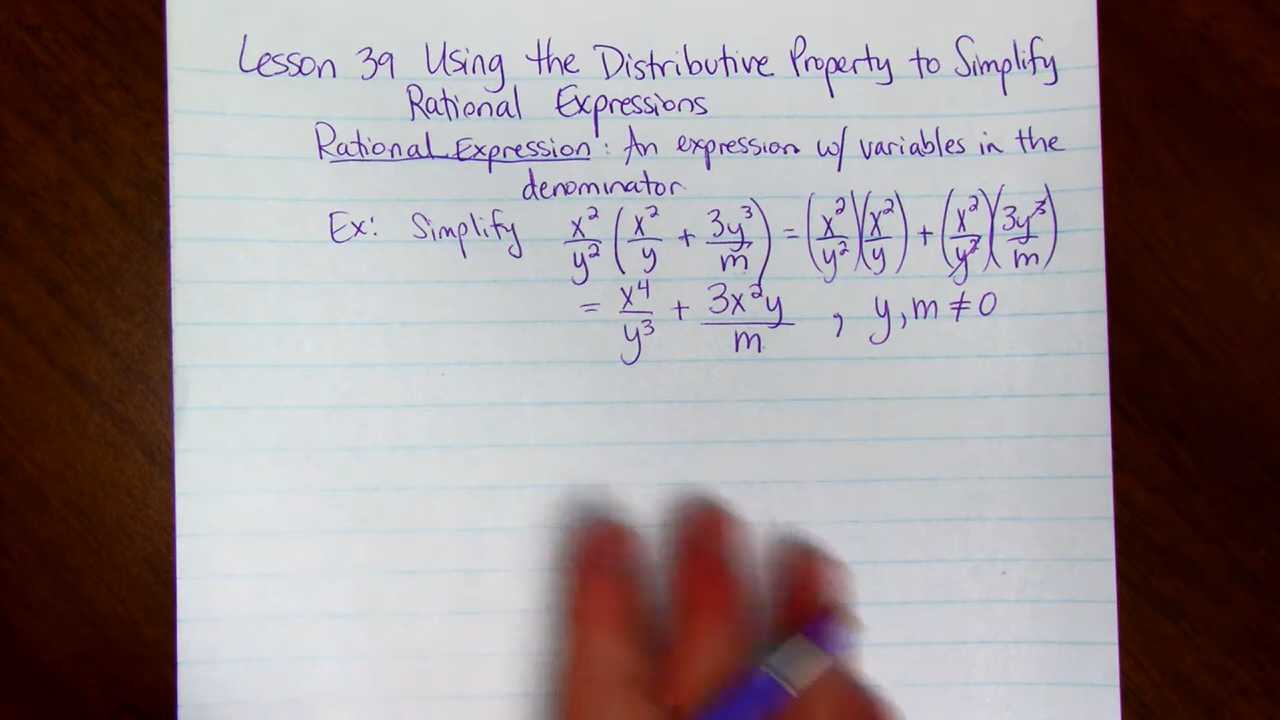 Lesson 39 Using the Distributive Property to Simplify
Rational Expressions
Rational Expression: An expression w/ variables in the
denominator.
Ex: Simplify x²/y² (x²/y + 3y³/m) = (x²/y²)(x²/y) + (x²/y²)(3y³/m)
= x⁴/y³ + 3x²y/m , y, m ≠ 0